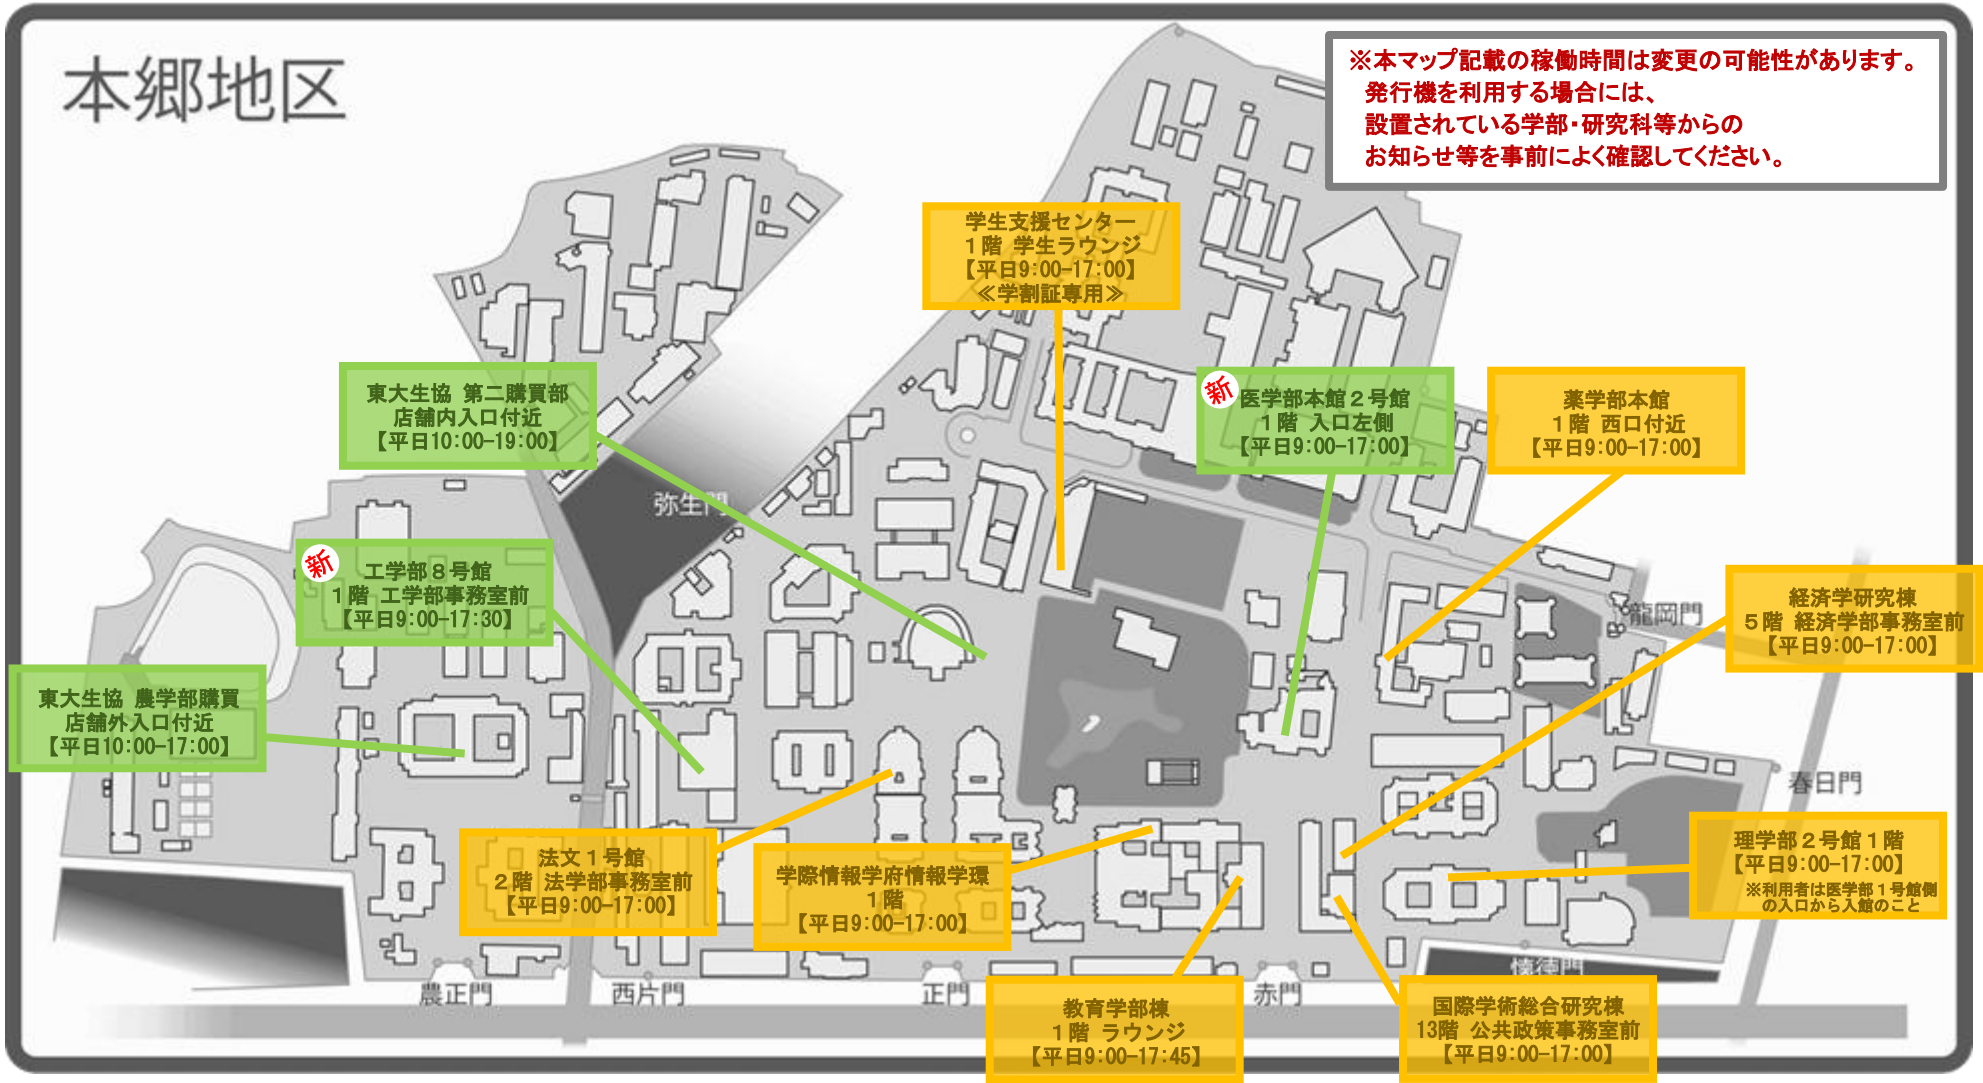 本郷地区
※本マップ記載の稼働時間は変更の可能性があります。
発行機を利用する場合には、
設置されている学部・研究科等からの
お知らせ等を事前によく確認してください。
学生支援センター
1階 学生ラウンジ
【平日9:00-17:00】
≪学割証専用≫
東大生協 第二購買部
店舗内入口付近
【平日10:00-19:00】
新
医学部本館2号館
1階 入口左側
【平日9:00-17:00】
薬学部本館
1階 西口付近
【平日9:00-17:00】
弥生門
新
工学部8号館
1階 工学部事務室前
【平日9:00-17:30】
経済学研究棟
5階 経済学部事務室前
【平日9:00-17:00】
龍岡門
東大生協 農学部購買
店舗外入口付近
【平日10:00-17:00】
春日門
法文1号館
2階 法学部事務室前
【平日9:00-17:00】
学際情報学府情報学環
1階
【平日9:00-17:00】
理学部2号館1階
【平日9:00-17:00】
※利用者は医学部1号館側
の入口から入館のこと
懐徳門
農正門
西片門
正門
赤門
教育学部棟
1階 ラウンジ
【平日9:00-17:45】
国際学術総合研究棟
13階 公共政策事務室前
【平日9:00-17:00】